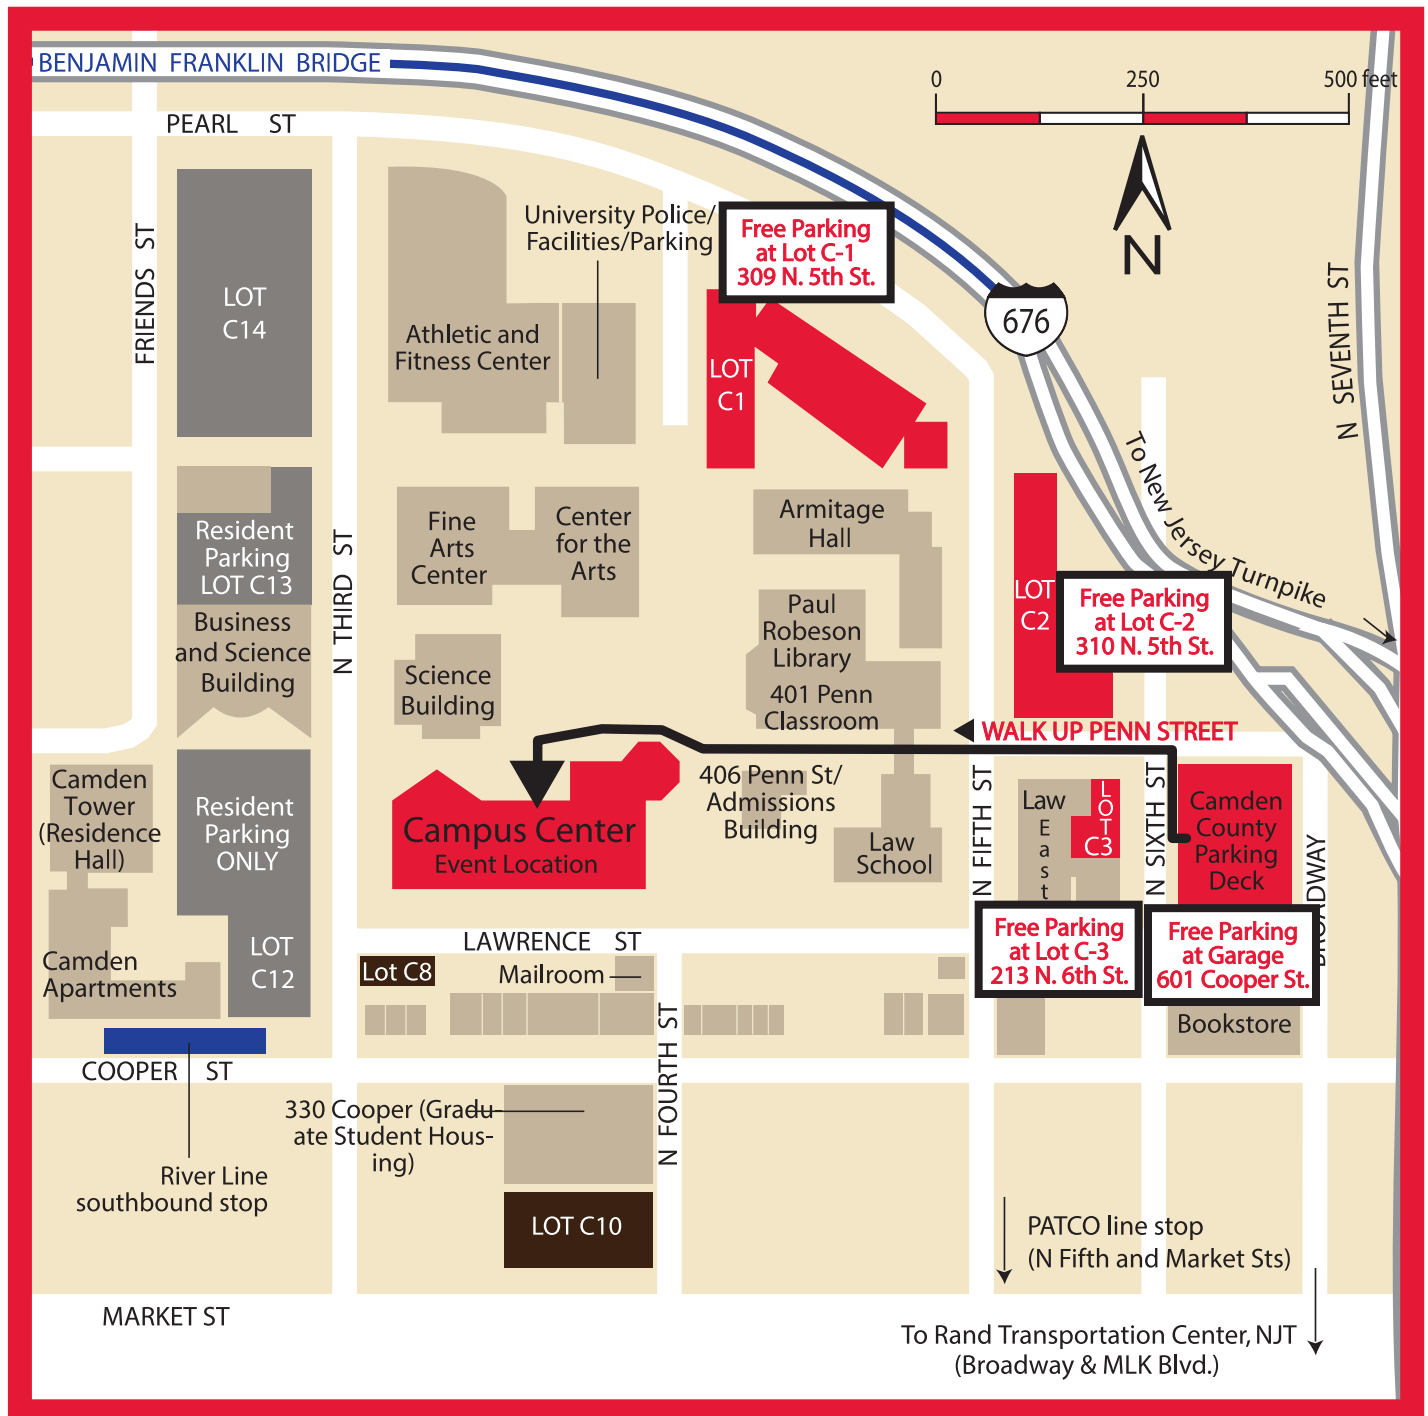 BENJAMIN FRANKLIN BRIDGE
0 250 500 feet
PEARL ST
N
University Police/
Facilities/Parking
Free Parking
at Lot C-1
309 N. 5th St.
FRIENDS ST
LOT
C14
Athletic and
Fitness Center
LOT
C1
676
N SEVENTH ST
To New Jersey Turnpike
Resident
Parking
LOT C13
N THIRD ST
Fine
Arts
Center
Center
for the
Arts
Armitage
Hall
LOT
C2
Free Parking
at Lot C-2
310 N. 5th St.
Business
and Science
Building
Science
Building
Paul
Robeson
Library
401 Penn
Classroom
WALK UP PENN STREET
Camden
Tower
(Residence
Hall)
Resident
Parking
ONLY
Campus Center
Event Location
406 Penn St/
Admissions
Building
Law
School
N FIFTH ST
Law
East
LOT
C3
N SIXTH ST
Camden
County
Parking
Deck
BROADWAY
Free Parking
at Lot C-3
213 N. 6th St.
Free Parking
at Garage
601 Cooper St.
LAWRENCE ST
Camden
Apartments
LOT
C12
Lot C8
Mailroom
Bookstore
N FOURTH ST
COOPER ST
330 Cooper (Gradu-
ate Student Hous-
ing)
River Line
southbound stop
LOT C10
PATCO line stop
(N Fifth and Market Sts)
MARKET ST
To Rand Transportation Center, NJT
(Broadway & MLK Blvd.)